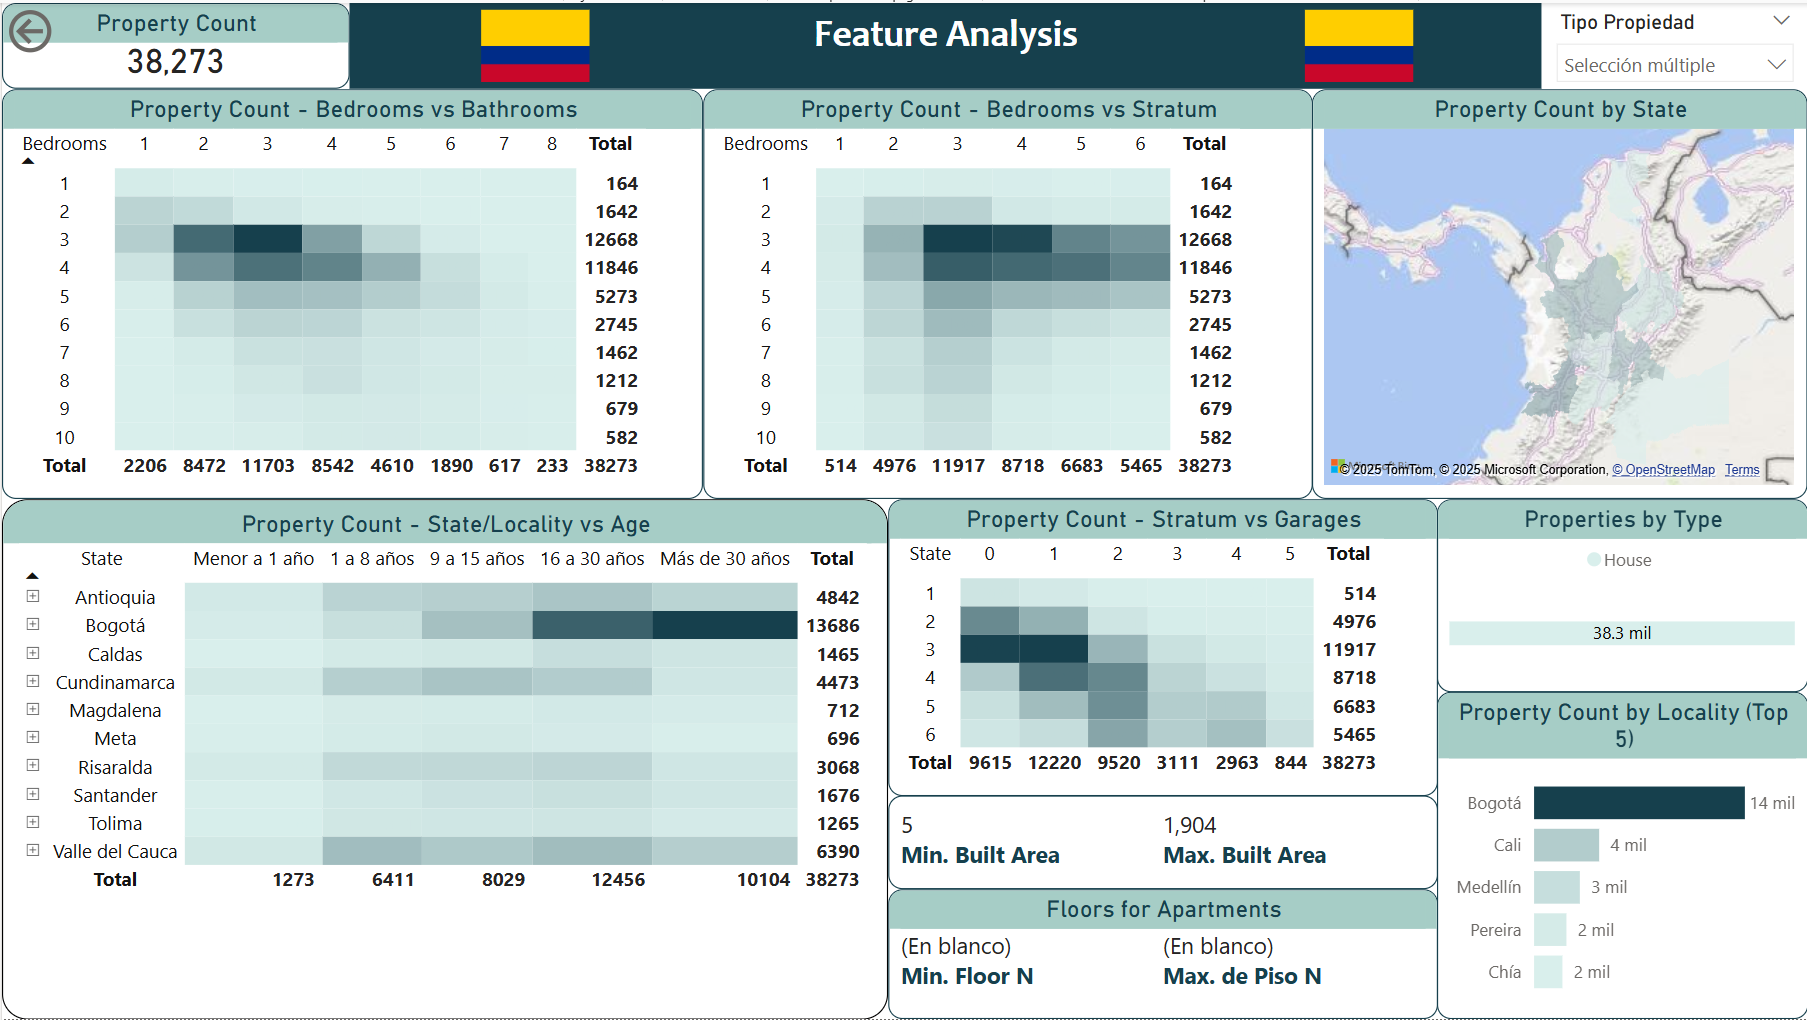 Property Count
38,273
Feature Analysis
Tipo Propiedad
Selección múltiple
Property Count - Bedrooms vs Bathrooms
Bedrooms 1 2 3 4 5 6 7 8 Total
1 164
2 1642
3 12668
4 11846
5 5273
6 2745
7 1462
8 1212
9 679
10 582
Total 2206 8472 11703 8542 4610 1890 617 233 38273
Property Count - Bedrooms vs Stratum
Bedrooms 1 2 3 4 5 6 Total
1 164
2 1642
3 12668
4 11846
5 5273
6 2745
7 1462
8 1212
9 679
10 582
Total 514 4976 11917 8718 6683 5465 38273
Property Count by State
© 2025 TomTom, © 2025 Microsoft Corporation, © OpenStreetMap Terms
Property Count - State/Locality vs Age
State Menor a 1 año 1 a 8 años 9 a 15 años 16 a 30 años Más de 30 años Total
Antioquia 4842
Bogotá 13686
Caldas 1465
Cundinamarca 4473
Magdalena 712
Meta 696
Risaralda 3068
Santander 1676
Tolima 1265
Valle del Cauca 6390
Total 1273 6411 8029 12456 10104 38273
Property Count - Stratum vs Garages
State 0 1 2 3 4 5 Total
1 514
2 4976
3 11917
4 8718
5 6683
6 5465
Total 9615 12220 9520 3111 2963 844 38273
5 1,904
Min. Built Area Max. Built Area
Floors for Apartments
(En blanco) (En blanco)
Min. Floor N Max. de Piso N
Properties by Type
House
38.3 mil
Property Count by Locality (Top
5)
Bogotá 14 mil
Cali 4 mil
Medellín 3 mil
Pereira 2 mil
Chía 2 mil